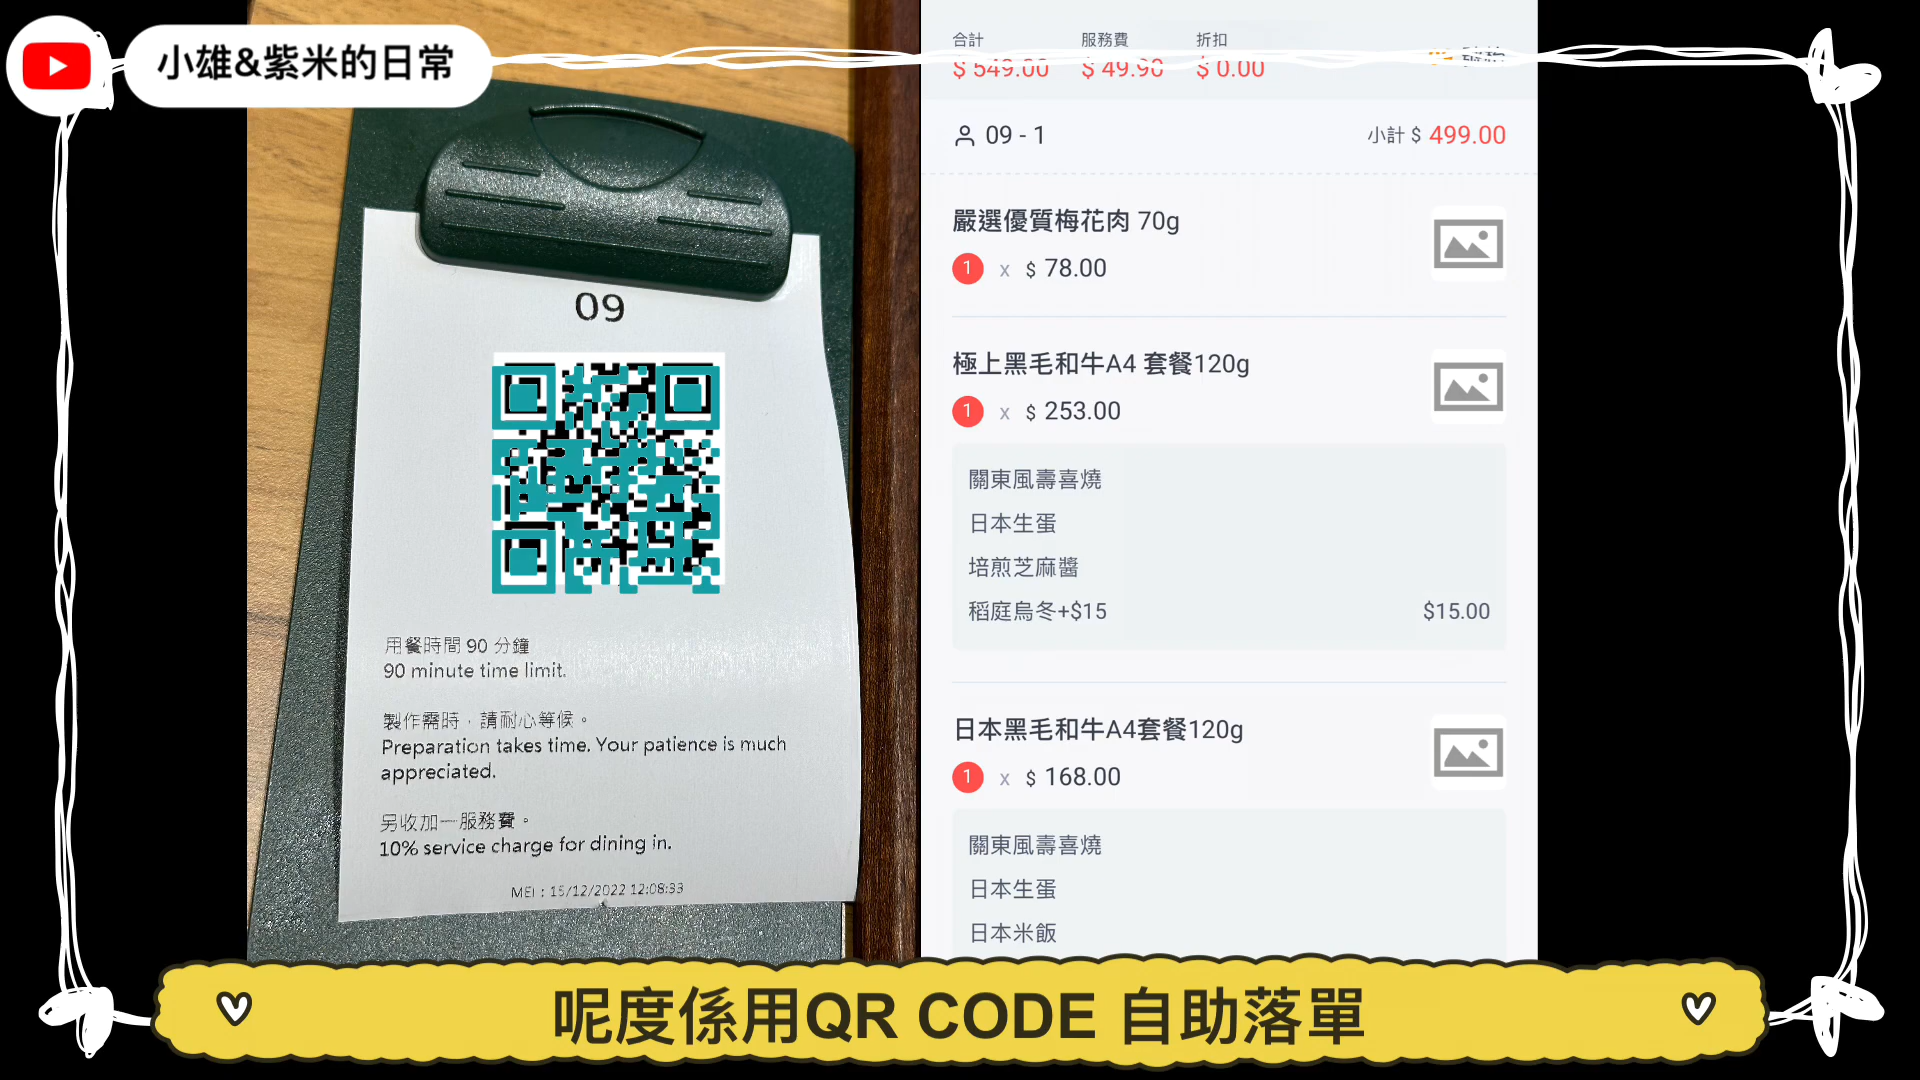 小雄&紫米的日常
09
用餐時間 90 分鐘
90 minute time limit.
製作需時，請耐心等候。
Preparation takes time. Your patience is much
appreciated.
另收加一服務費。
10% service charge for dining in.
MEI : 15/12/2022 12:08:33
合計 服務費 折扣
$ 549.00 $ 49.90 $ 0.00
09 - 1 小計 $ 499.00
嚴選優質梅花肉 70g
1 x $ 78.00
極上黑毛和牛A4 套餐120g
1 x $ 253.00
關東風壽喜燒
日本生蛋
培煎芝麻醬
稻庭烏冬+$15 $15.00
日本黑毛和牛A4套餐120g
1 x $ 168.00
關東風壽喜燒
日本生蛋
日本米飯
呢度係用QR CODE 自助落單